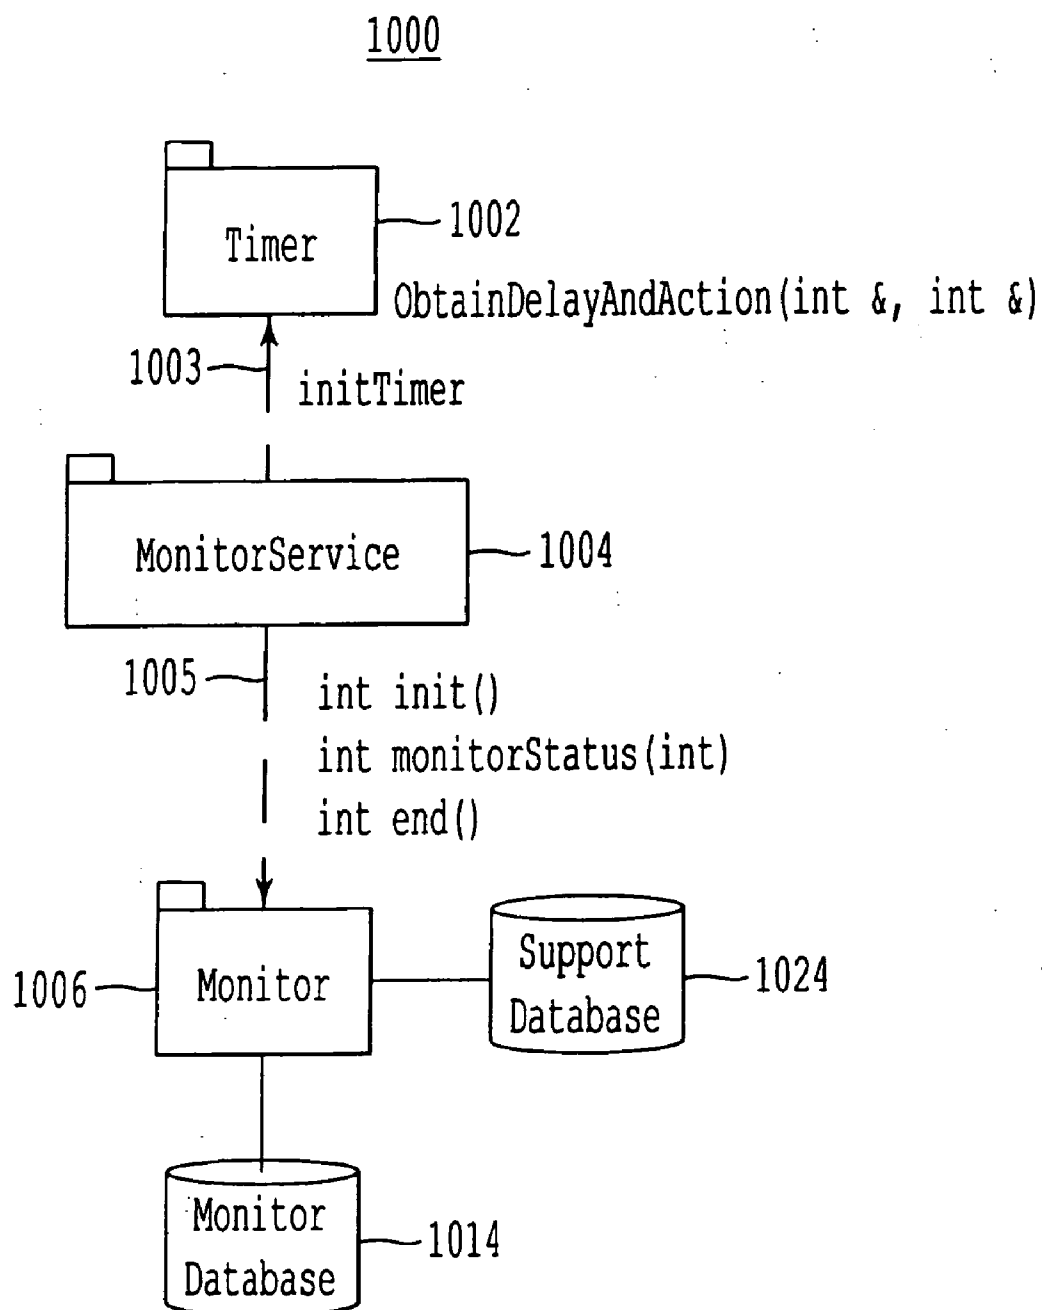 1000
Timer
1002
ObtainDelayAndAction(int &, int &)
1003
initTimer
MonitorService
1004
1005
int init()
int monitorStatus(int)
int end()
1006
Monitor
Support
Database
1024
Monitor
Database
1014